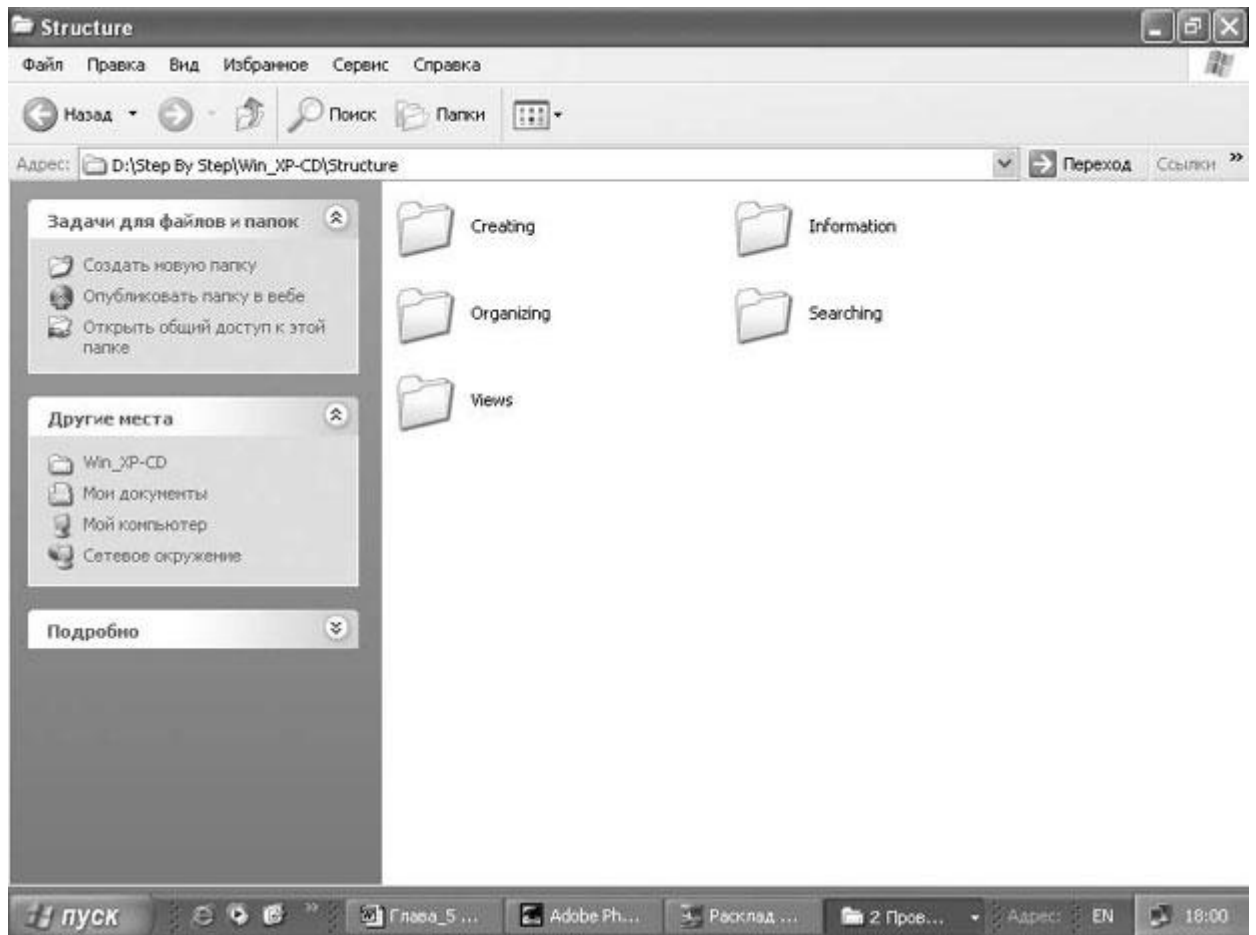 Structure
Файл Правка Вид Избранное Сервис Справка
Назад Поиск Папки
Адрес: D:\Step By Step\Win_XP-CD\Structure Переход Ссылки »
Задачи для файлов и папок
Создать новую папку
Опубликовать папку в вебе
Открыть общий доступ к этой
папке
Другие места
Win_XP-CD
Мои документы
Мой компьютер
Сетевое окружение
Подробно
Creating Information
Organizing Searching
Views
пуск » Глава_5 ... Adobe Ph... Расклад ... 2 Пров... Адрес: EN 18:00